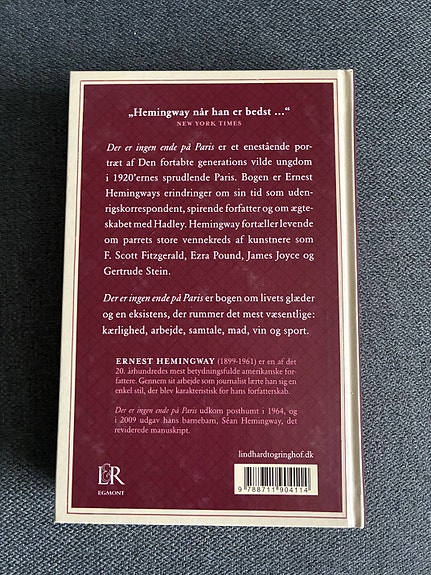 „Hemingway når han er bedst ...“
NEW YORK TIMES
Der er ingen ende på Paris er et enestående por-
træt af Den fortabte generations vilde ungdom
i 1920’ernes sprudlende Paris. Bogen er Ernest
Hemingways erindringer om sin tid som uden-
rigskorrespondent, spirende forfatter og om ægte-
skabet med Hadley. Hemingway fortæller levende
om parrets store vennekreds af kunstnere som
F. Scott Fitzgerald, Ezra Pound, James Joyce og
Gertrude Stein.
Der er ingen ende på Paris er bogen om livets glæder
og en eksistens, der rummer det mest væsentlige:
kærlighed, arbejde, samtale, mad, vin og sport.
ERNEST HEMINGWAY (1899-1961) er en af det
20. århundredes mest betydningsfulde amerikanske for-
fattere. Gennem sit arbejde som journalist lærte han sig en
enkel stil, der blev karakteristisk for hans forfatterskab.
Der er ingen ende på Paris udkom posthumt i 1964, og
i 2009 udgav hans barnebarn, Séan Hemingway, det
reviderede manuskript.
lindhardtogringhof.dk
L&R
EGMONT
9 788711 904114